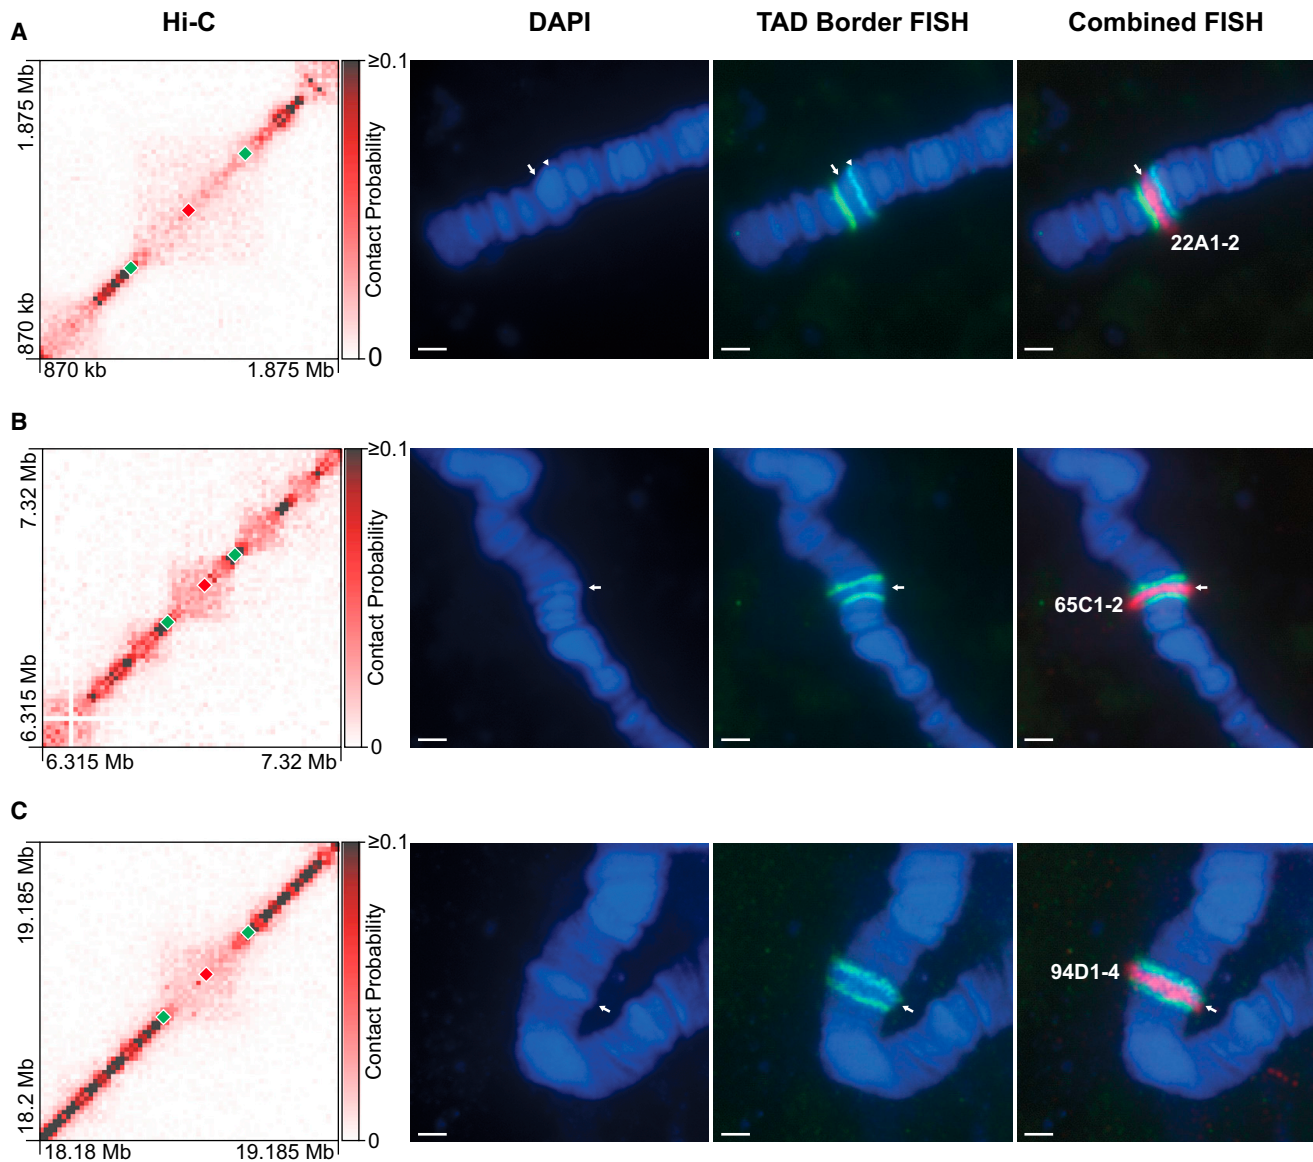 Hi-C
DAPI
TAD Border FISH
Combined FISH
A
1.875 Mb
870 kb
870 kb
1.875 Mb
≥0.1
Contact Probability
0
22A1-2
B
7.32 Mb
6.315 Mb
6.315 Mb
7.32 Mb
≥0.1
Contact Probability
0
65C1-2
C
19.185 Mb
18.2 Mb
18.18 Mb
19.185 Mb
≥0.1
Contact Probability
0
94D1-4